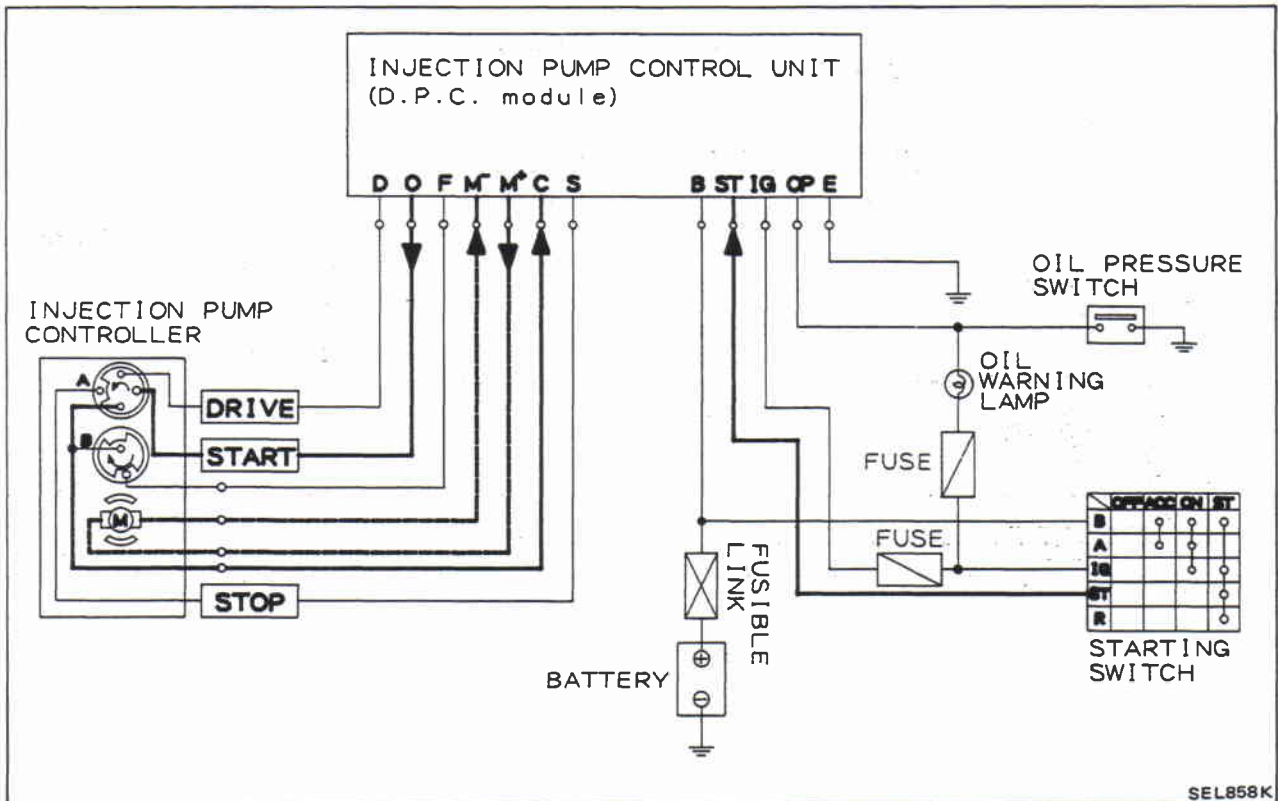 INJECTION PUMP CONTROL UNIT
(D.P.C. module)
D O F M⁻ M⁺ C S B ST IG OP E
OIL PRESSURE
SWITCH
INJECTION PUMP
CONTROLLER
A
DRIVE
B
START
M
STOP
OIL
WARNING
LAMP
FUSE
FUSE
FUSIBLE
LINK
BATTERY
⊕
⊖
OFF ACC ON ST
B
A
IG
ST
R
STARTING
SWITCH
SEL858K